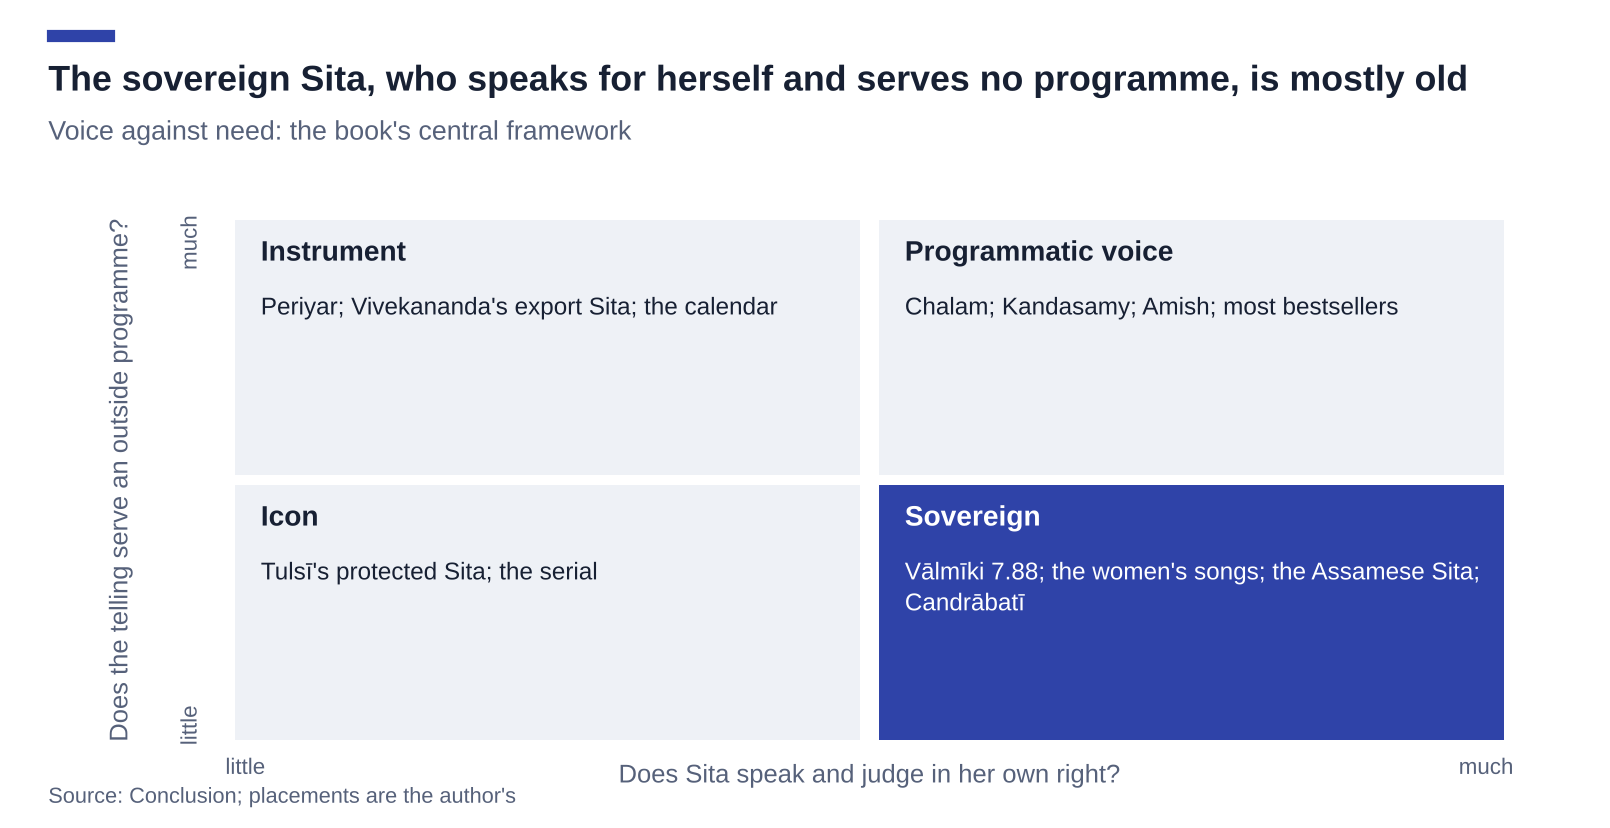 The sovereign Sita, who speaks for herself and serves no programme, is mostly old
Voice against need: the book's central framework
Does the telling serve an outside programme?
much
little
Instrument
Periyar; Vivekananda's export Sita; the calendar
Programmatic voice
Chalam; Kandasamy; Amish; most bestsellers
Icon
Tulsī's protected Sita; the serial
Sovereign
Vālmīki 7.88; the women's songs; the Assamese Sita;
Candrābatī
little
Does Sita speak and judge in her own right?
much
Source: Conclusion; placements are the author's